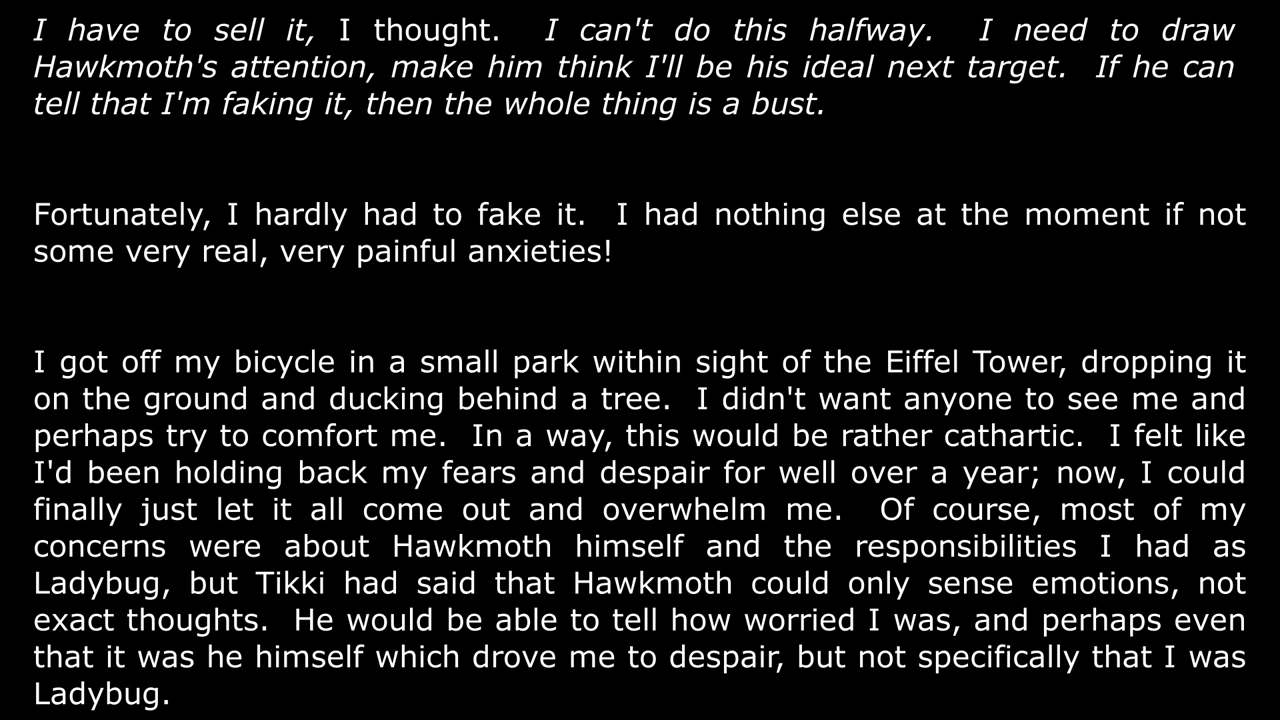 I have to sell it, I thought.  I can't do this halfway.  I need to draw
Hawkmoth's attention, make him think I'll be his ideal next target.  If he can
tell that I'm faking it, then the whole thing is a bust.
Fortunately, I hardly had to fake it.  I had nothing else at the moment if not
some very real, very painful anxieties!
I got off my bicycle in a small park within sight of the Eiffel Tower, dropping it
on the ground and ducking behind a tree.  I didn't want anyone to see me and
perhaps try to comfort me.  In a way, this would be rather cathartic.  I felt like
I'd been holding back my fears and despair for well over a year; now, I could
finally just let it all come out and overwhelm me.  Of course, most of my
concerns were about Hawkmoth himself and the responsibilities I had as
Ladybug, but Tikki had said that Hawkmoth could only sense emotions, not
exact thoughts.  He would be able to tell how worried I was, and perhaps even
that it was he himself which drove me to despair, but not specifically that I was
Ladybug.